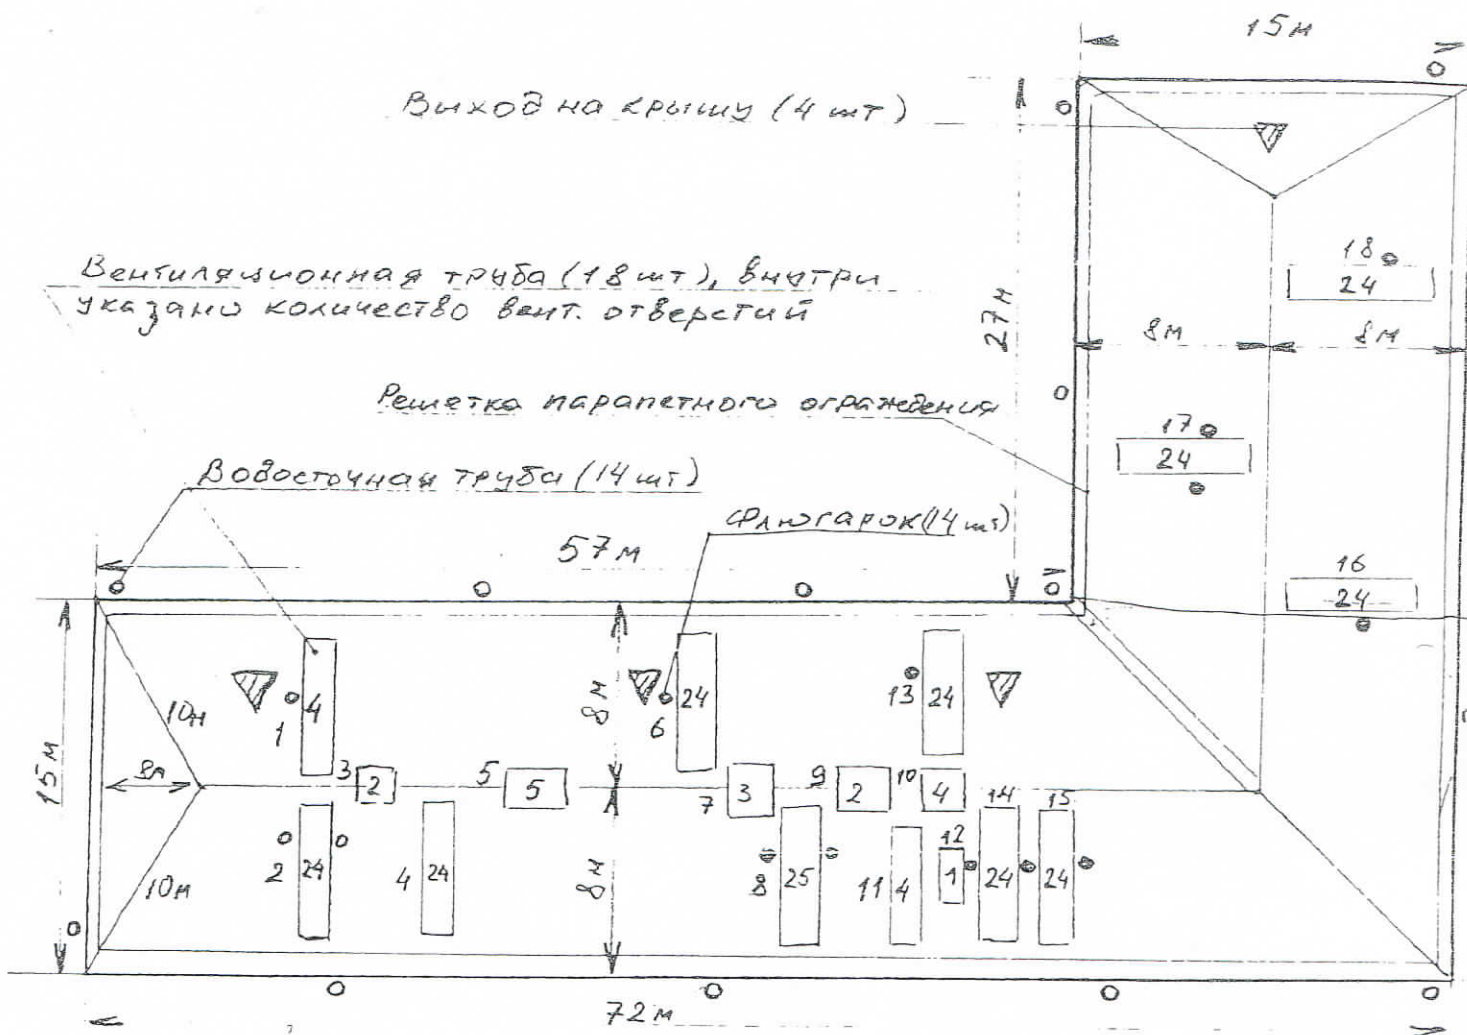 15м
Выход на крышу (4 шт)
Вентиляционная труба (18 шт), внутри
указано количество вент. отверстий
27м
18
24
8м
8м
Решетка парапетного ограждения
17
24
Водосточная труба (14 шт)
Флюгарок (14 шт)
57м
16
24
15м
10м
8м
10м
1
4
3
2
5
5
6
24
8м
8м
7
3
9
2
10
4
13
24
14
15
12
2
24
4
24
8
25
11
4
1
24
24
72м